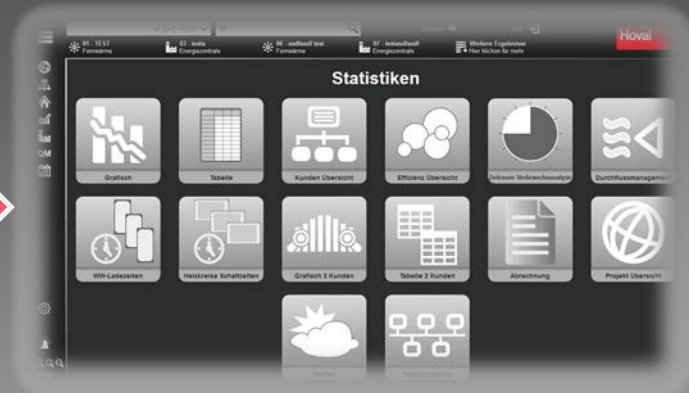 Hoval
01 - TEST
Fernwärme
03 - teste
Energiezentrale
06 - asdfasdf test
Fernwärme
07 - testasdfasdf
Energiezentrale
Weitere Ergebnisse
Hier klicken für mehr
Statistiken
Grafisch
Tabelle
Kunden Übersicht
Effizienz Übersicht
Zeitraum Verbrauchsanalyse
Durchflussmanagement
QM
WW-Ladezeiten
Heizkreise Schaltzeiten
Grafisch 2 Kunden
Tabelle 2 Kunden
Abrechnung
Projekt Übersicht